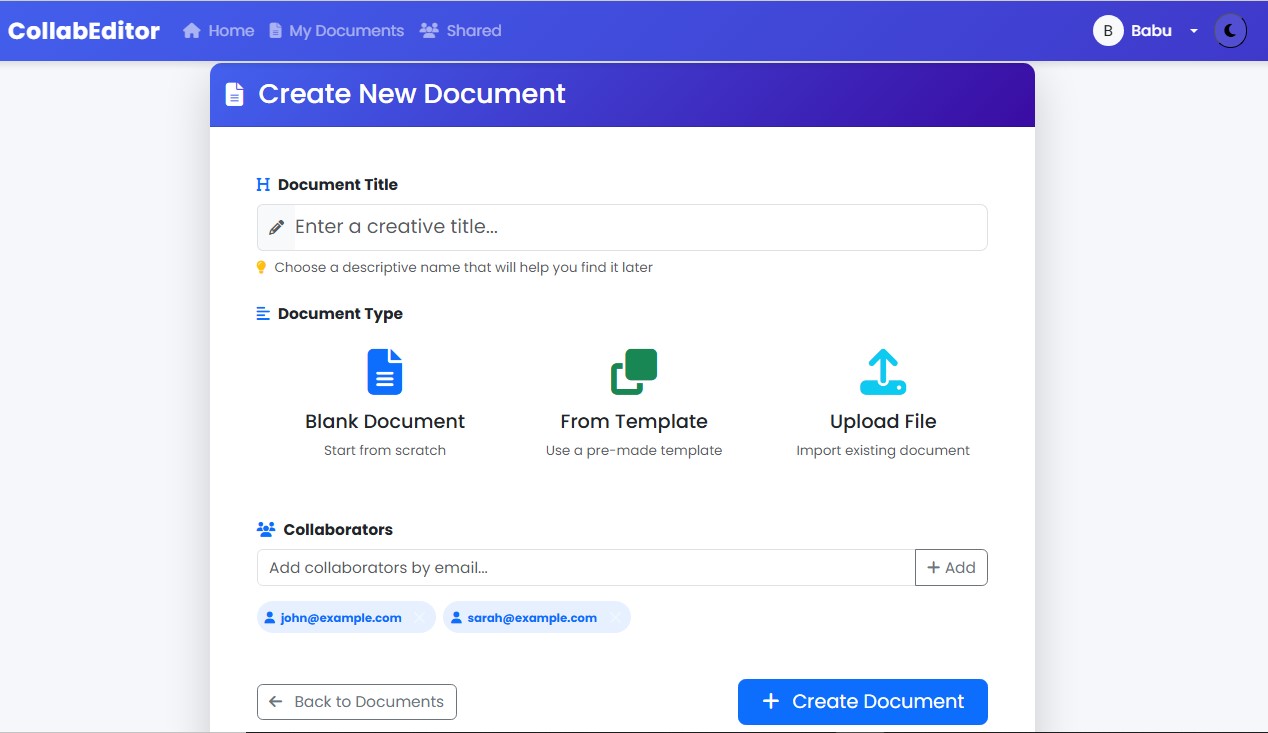 CollabEditor Home My Documents Shared B Babu
Create New Document
Document Title
Enter a creative title...
Choose a descriptive name that will help you find it later
Document Type
Blank Document From Template Upload File
Start from scratch Use a pre-made template Import existing document
Collaborators
Add collaborators by email... + Add
john@example.com sarah@example.com
Back to Documents + Create Document